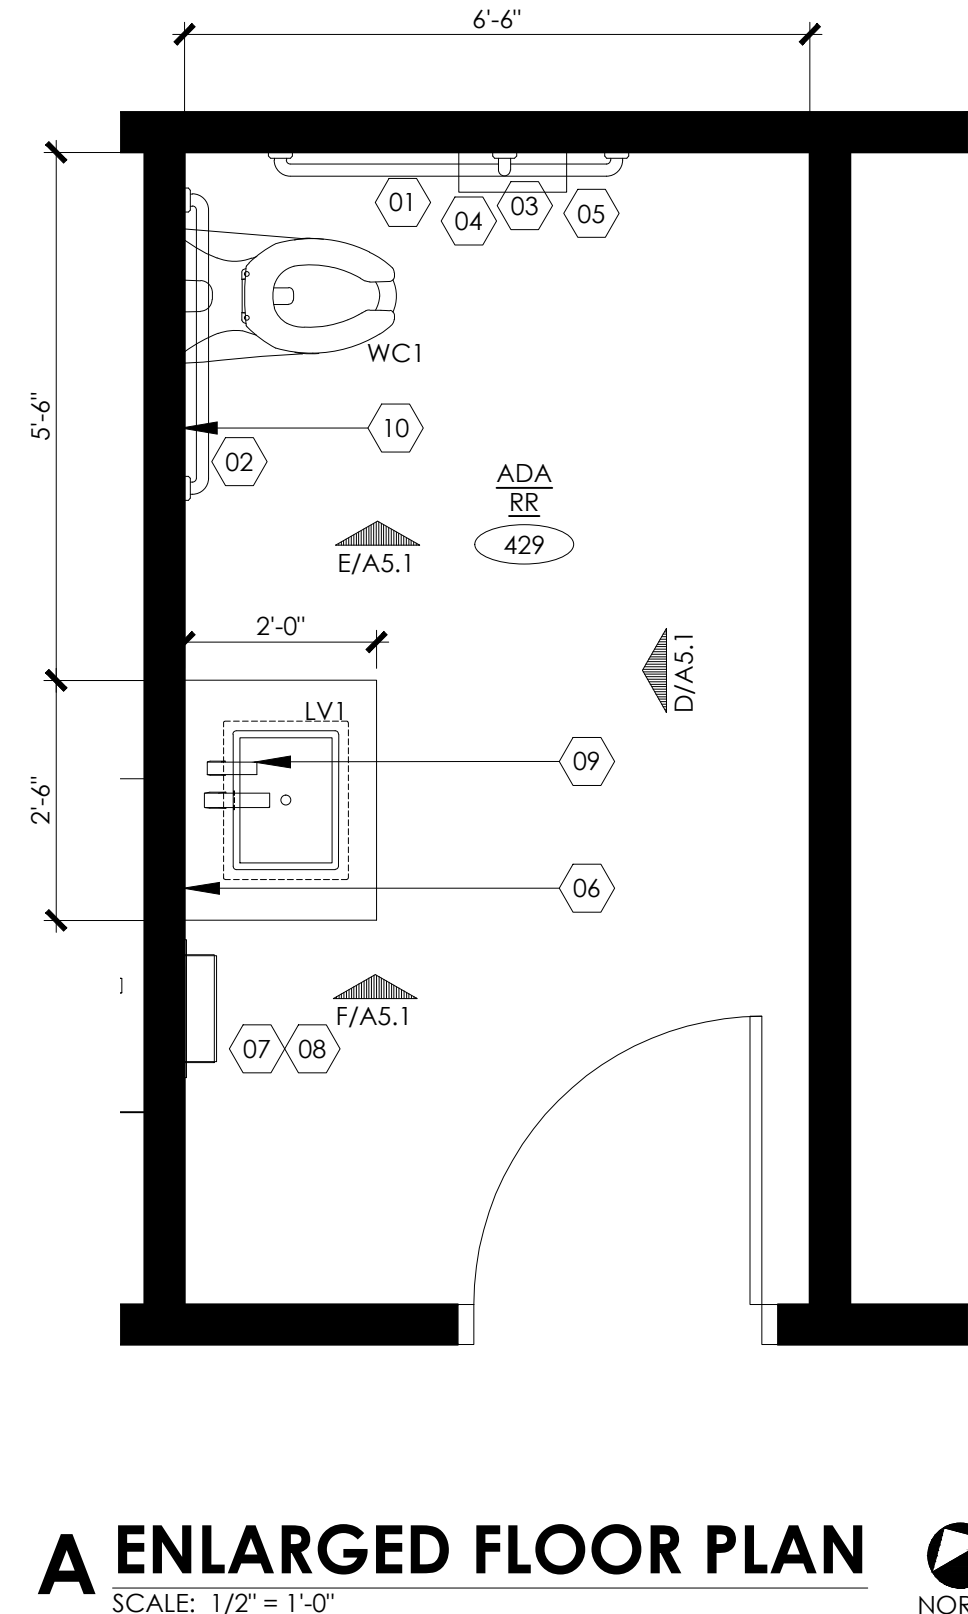 6'-6"
01
04
03
05
WC1
5'-6"
10
02
ADA
RR
429
E/A5.1
2'-0"
D/A5.1
LV1
09
2'-6"
06
F/A5.1
07
08
A
ENLARGED FLOOR PLAN
SCALE: 1/2" = 1'-0"
NOR